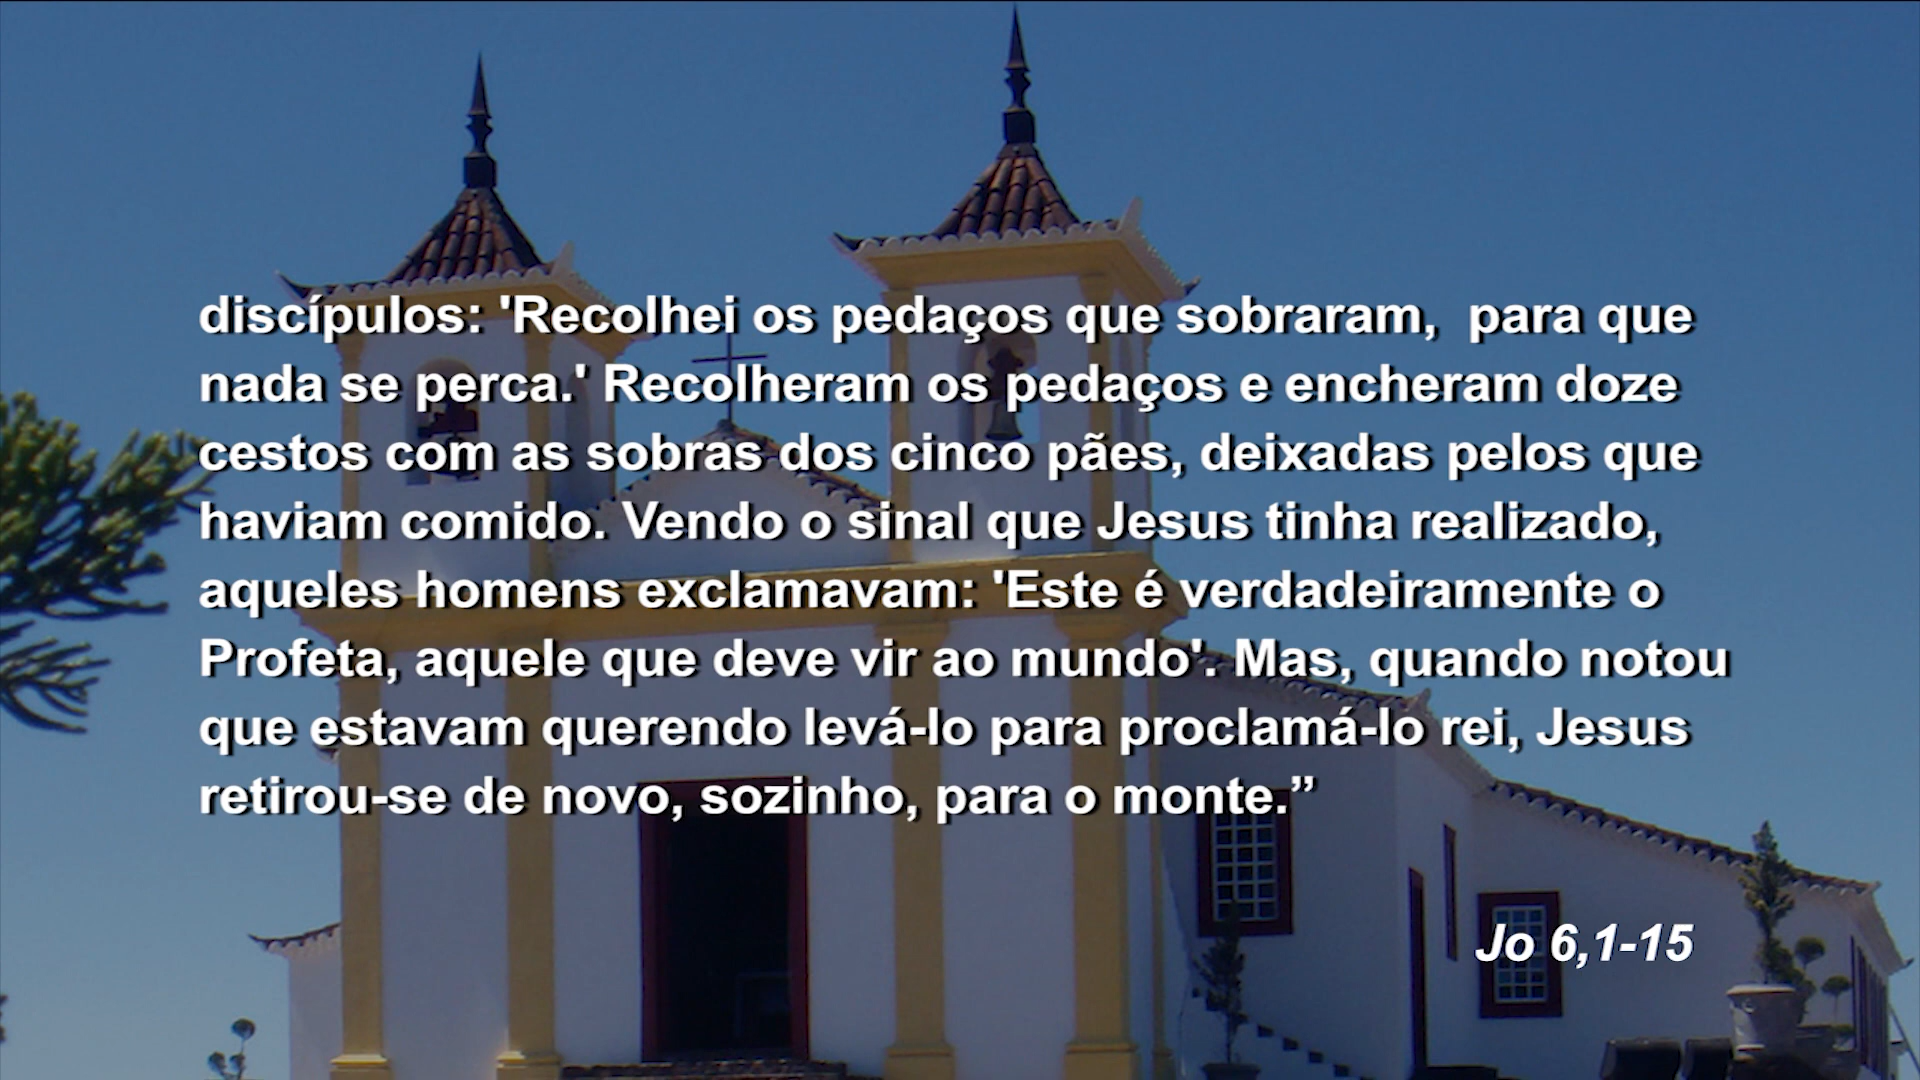 discípulos: 'Recolhei os pedaços que sobraram,  para que
nada se perca.' Recolheram os pedaços e encheram doze
cestos com as sobras dos cinco pães, deixadas pelos que
haviam comido. Vendo o sinal que Jesus tinha realizado,
aqueles homens exclamavam: 'Este é verdadeiramente o
Profeta, aquele que deve vir ao mundo'. Mas, quando notou
que estavam querendo levá-lo para proclamá-lo rei, Jesus
retirou-se de novo, sozinho, para o monte.”
Jo 6,1-15